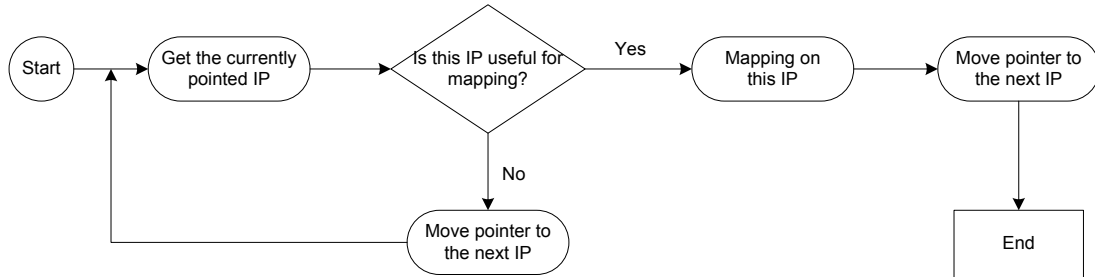 Start
Get the currently
pointed IP
Is this IP useful for
mapping?
Yes
Mapping on
this IP
Move pointer to
the next IP
No
Move pointer to
the next IP
End